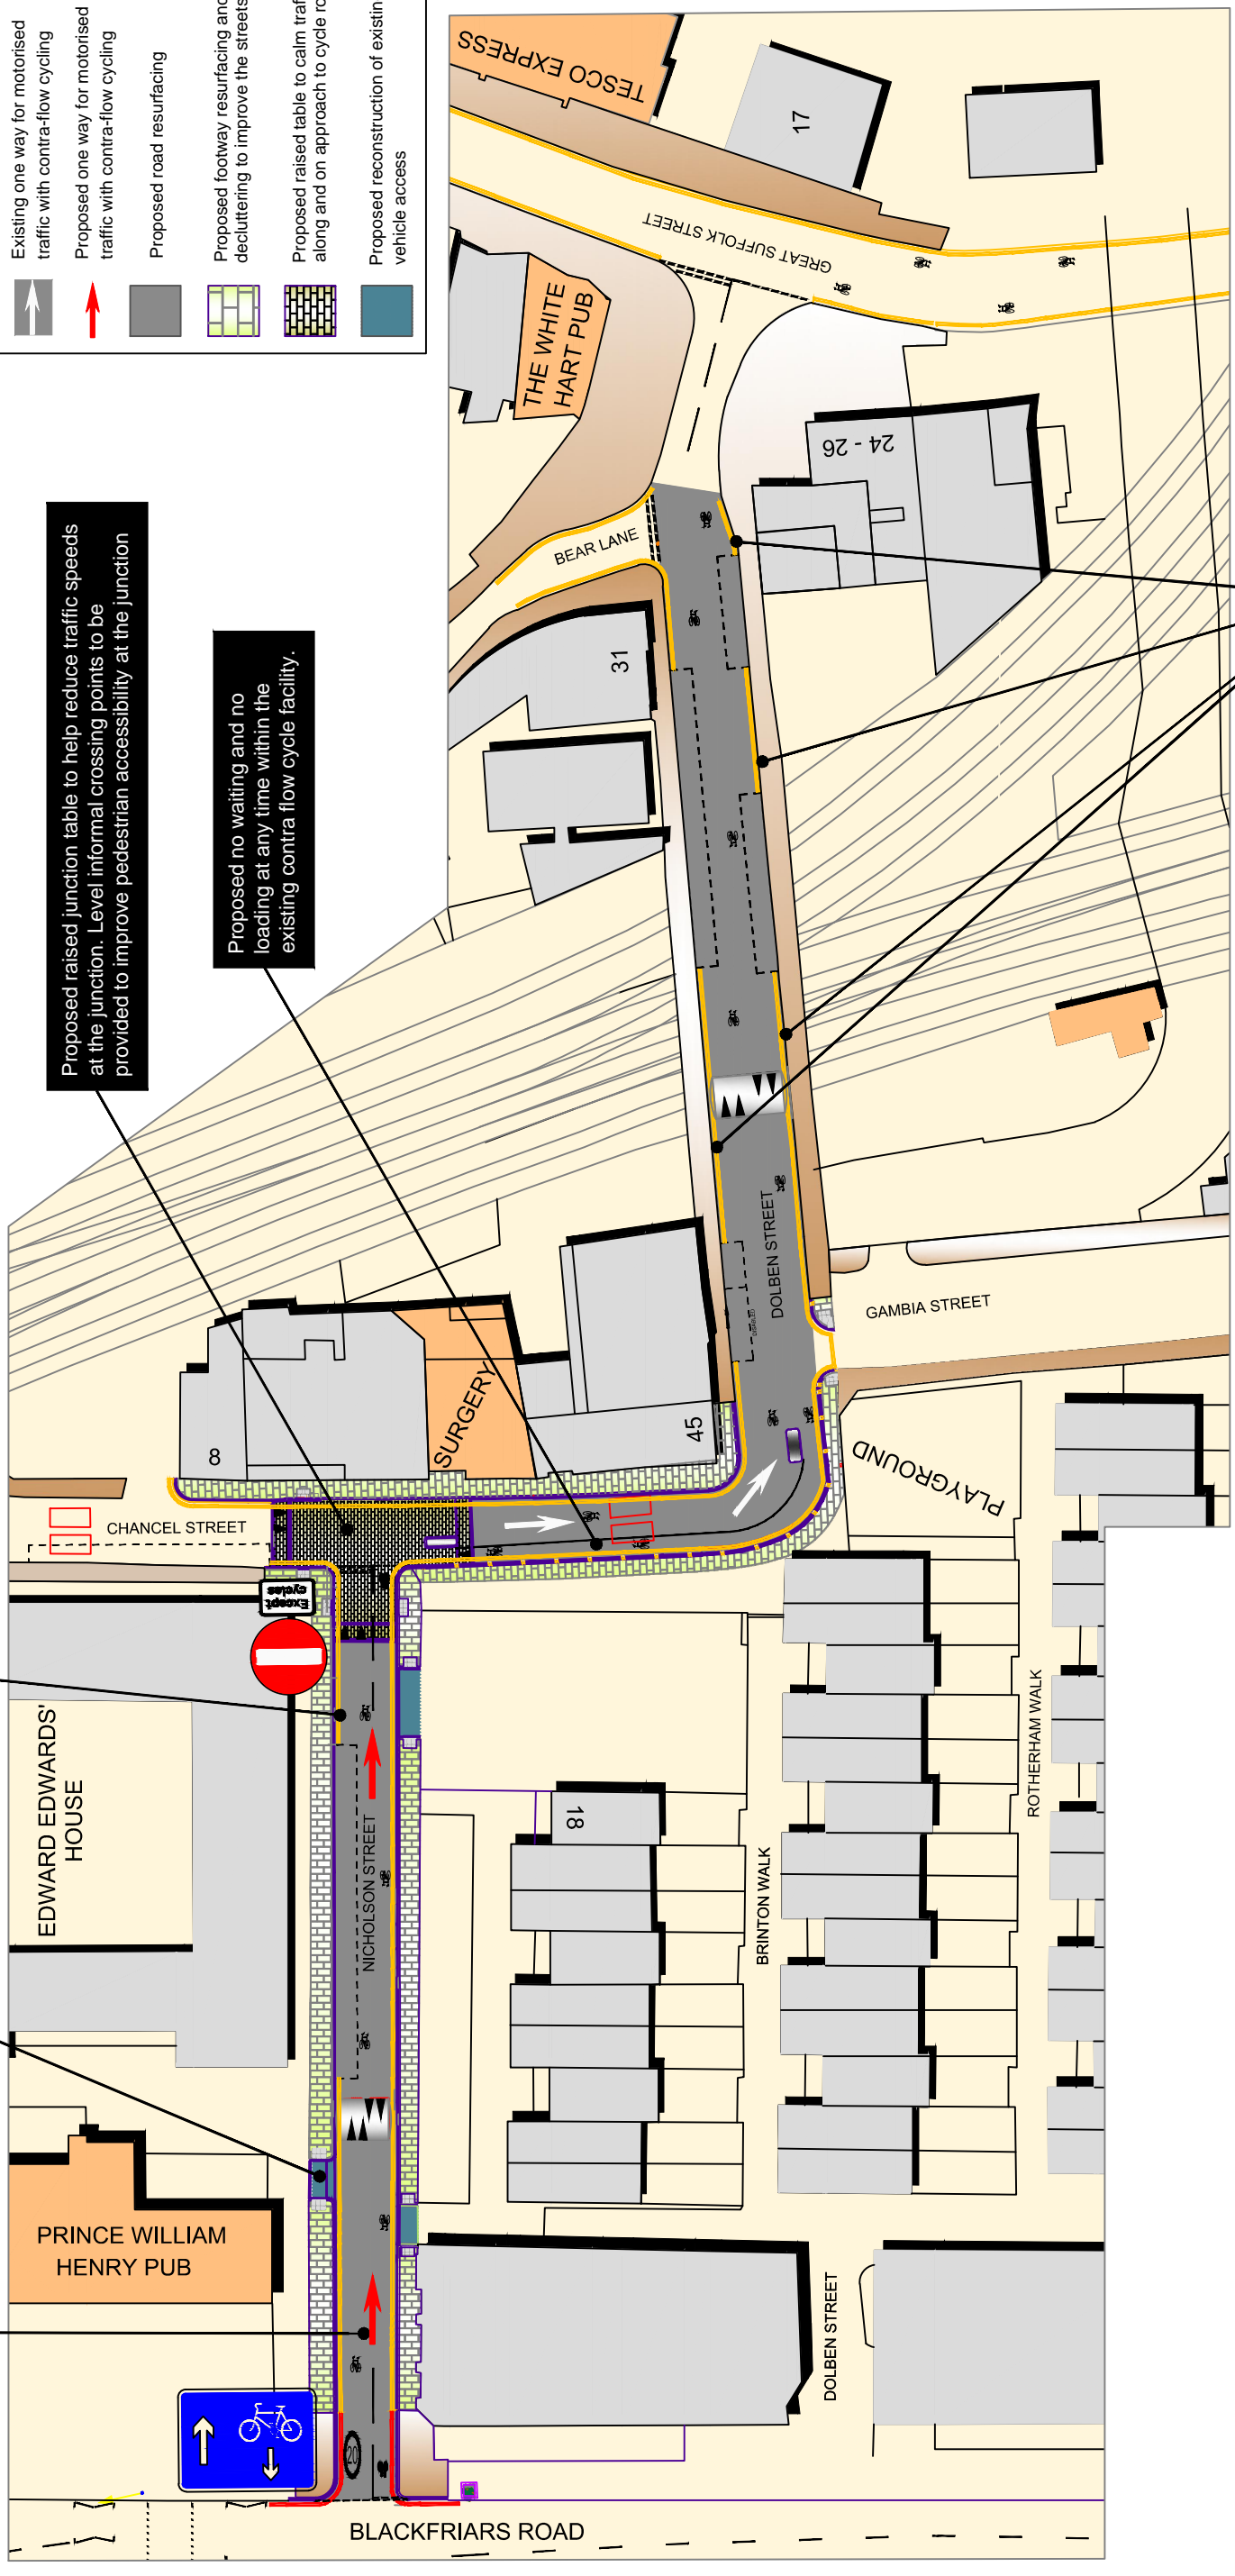 Existing one way for motorised
traffic with contra-flow cycling
Proposed one way for motorised
traffic with contra-flow cycling
Proposed road resurfacing
Proposed footway resurfacing and
decluttering to improve the streets
Proposed raised table to calm
along and on approach to cycle
Proposed reconstruction of
vehicle access
Proposed raised junction table to help reduce traffic speeds
at the junction. Level informal crossing points to be
provided to improve pedestrian accessibility at the junction
Proposed no waiting and no
loading at any time within the
existing contra flow cycle facility.
TESCO EXPRESS
17
GREAT SUFFOLK STREET
THE WHITE
HART PUB
24 - 26
BEAR LANE
31
DOLBEN STREET
DISABLED
GAMBIA STREET
PLAYGROUND
8
SURGERY
45
CHANCEL STREET
Except
cycles
EDWARD EDWARDS'
HOUSE
NICHOLSON STREET
18
BRINTON WALK
ROTHERHAM WALK
PRINCE WILLIAM
HENRY PUB
20
DOLBEN STREET
BLACKFRIARS ROAD